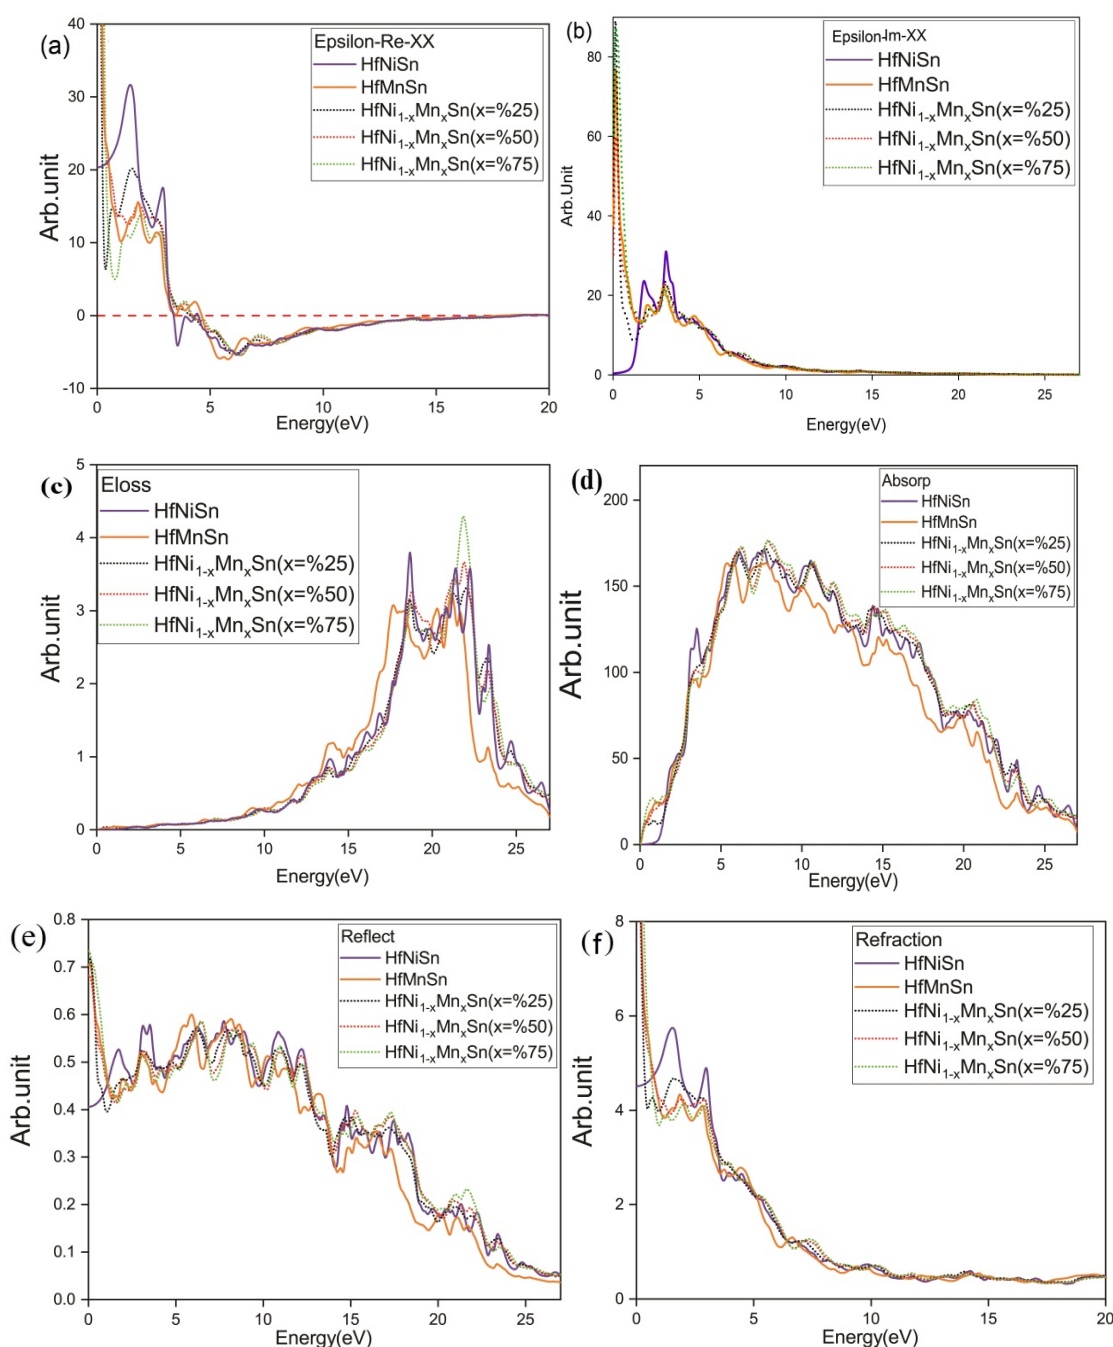 (a)
Epsilon-Re-XX
HfNiSn
HfMnSn
HfNi1-xMnxSn(x=%25)
HfNi1-xMnxSn(x=%50)
HfNi1-xMnxSn(x=%75)
40
30
20
10
0
-10
0
5
10
15
20
Arb.unit
Energy(eV)
(b)
Epsilon-Im-XX
HfNiSn
HfMnSn
HfNi1-xMnxSn(x=%25)
HfNi1-xMnxSn(x=%50)
HfNi1-xMnxSn(x=%75)
80
60
40
20
0
0
5
10
15
20
25
Arb.Unit
Energy(eV)
(c)
Eloss
HfNiSn
HfMnSn
HfNi1-xMnxSn(x=%25)
HfNi1-xMnxSn(x=%50)
HfNi1-xMnxSn(x=%75)
5
4
3
2
1
0
0
5
10
15
20
25
Arb.unit
Energy(eV)
(d)
Absorp
HfNiSn
HfMnSn
HfNi1-xMnxSn(x=%25)
HfNi1-xMnxSn(x=%50)
HfNi1-xMnxSn(x=%75)
200
150
100
50
0
0
5
10
15
20
25
Arb.unit
Energy(eV)
(e)
Reflect
HfNiSn
HfMnSn
HfNi1-xMnxSn(x=%25)
HfNi1-xMnxSn(x=%50)
HfNi1-xMnxSn(x=%75)
0.8
0.7
0.6
0.5
0.4
0.3
0.2
0.1
0.0
0
5
10
15
20
25
Arb.unit
Energy(eV)
(f)
Refraction
HfNiSn
HfMnSn
HfNi1-xMnxSn(x=%25)
HfNi1-xMnxSn(x=%50)
HfNi1-xMnxSn(x=%75)
8
6
4
2
0
0
5
10
15
20
Arb.unit
Energy(eV)